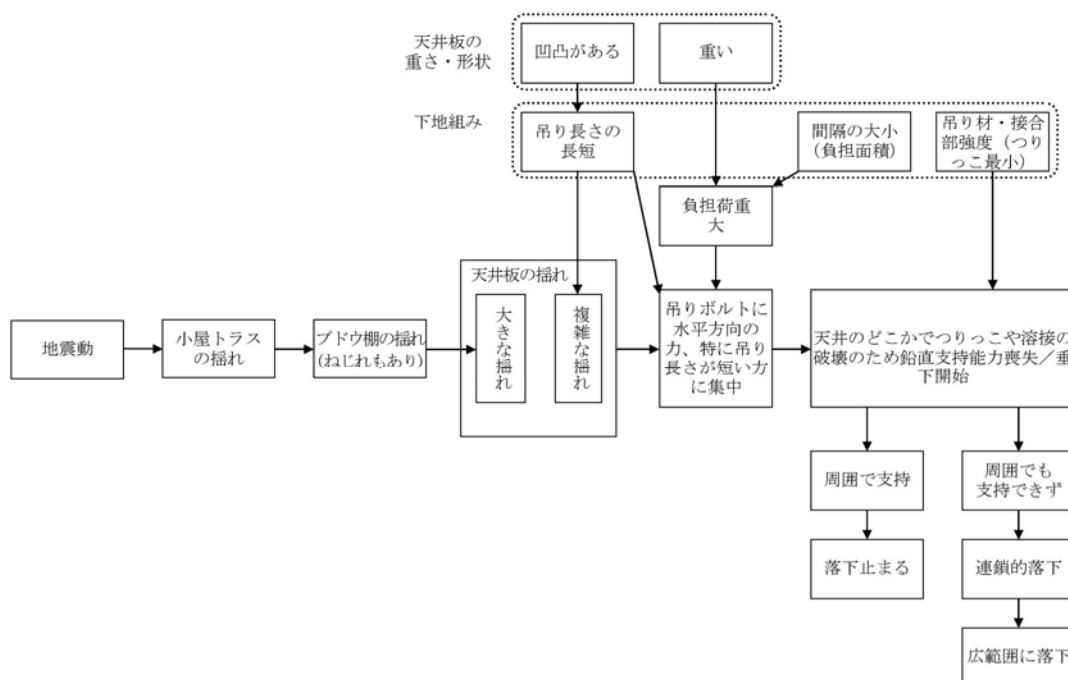 天井板の
重さ・形状
凹凸がある
重い
下地組み
吊り長さの
長短
間隔の大小
(負担面積)
吊り材・接合
部強度（つり
っこ最小）
負担荷重
大
天井板の揺れ
大きな揺れ
複雑な揺れ
地震動
小屋トラス
の揺れ
ブドウ棚の揺れ
(ねじれもあり)
吊りボルトに
水平方向の
力、特に吊り
長さが短い方
に集中
天井のどこかでつりっこや溶接の
破壊のため鉛直支持能力喪失／垂
下開始
周囲で支持
周囲でも
支持できず
落下止まる
連鎖的落下
広範囲に落下